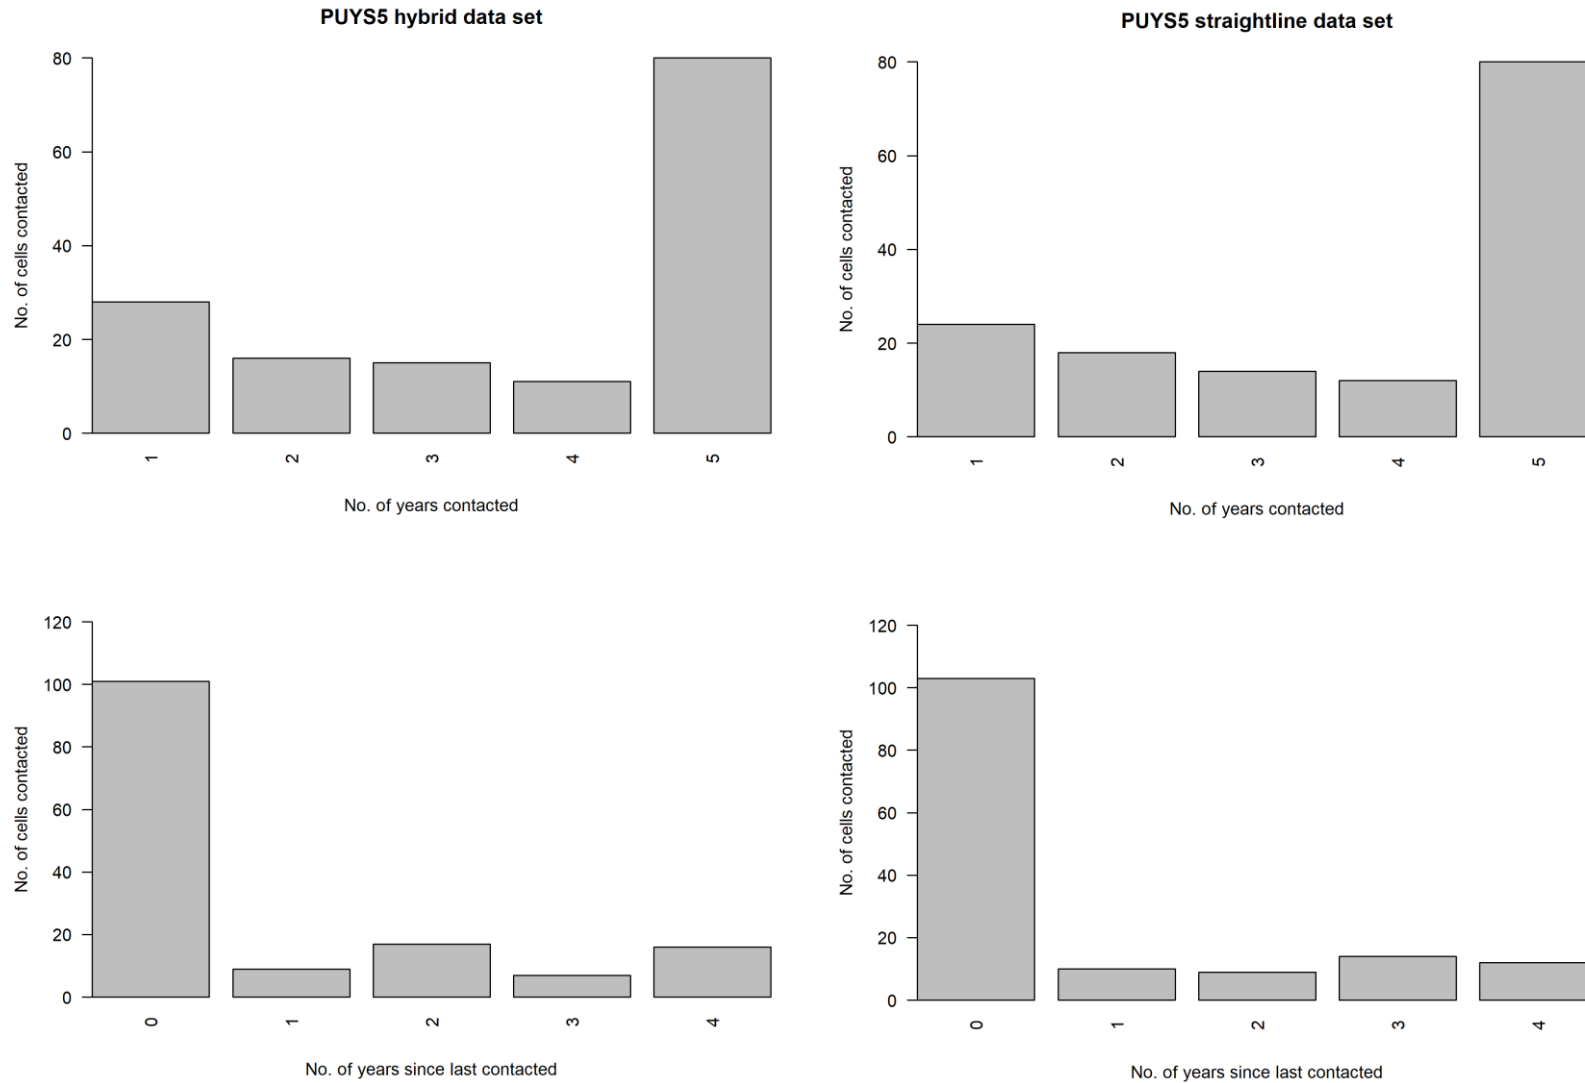 PUYS5 hybrid data set
No. of cells contacted
80
60
40
20
0
1 2 3 4 5
No. of years contacted
PUYS5 straightline data set
No. of cells contacted
80
60
40
20
0
1 2 3 4 5
No. of years contacted
No. of cells contacted
120
100
80
60
40
20
0
0 1 2 3 4
No. of years since last contacted
No. of cells contacted
120
100
80
60
40
20
0
0 1 2 3 4
No. of years since last contacted